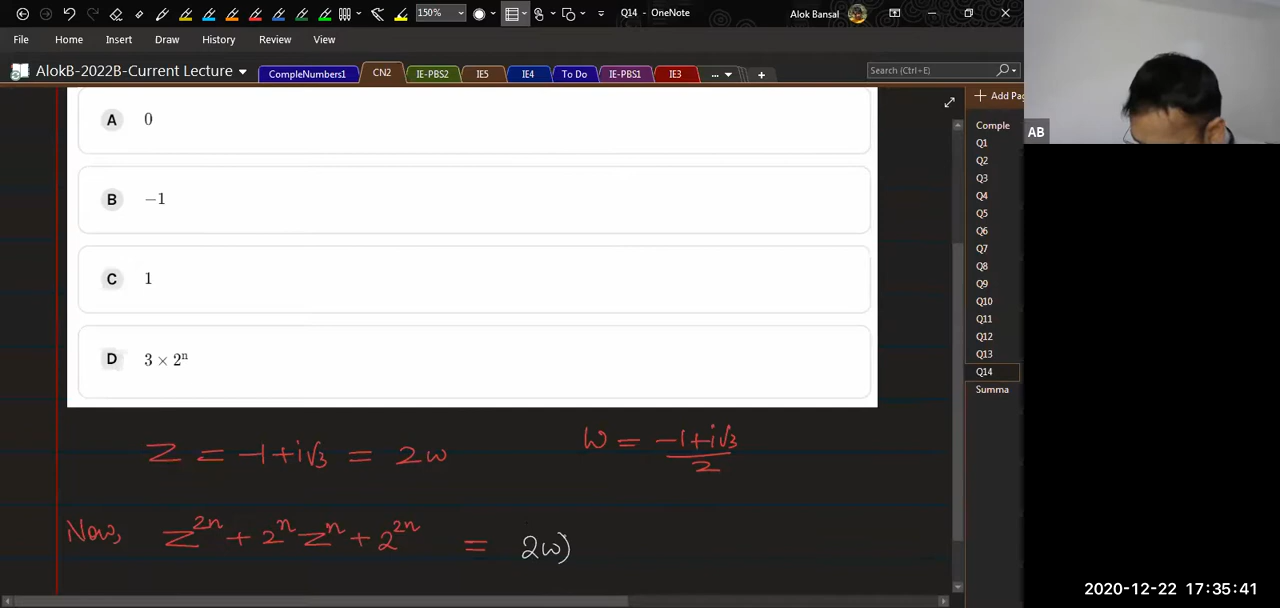 150% Q14 - OneNote Alok Bansal
File Home Insert Draw History Review View
AlokB-2022B-Current Lecture CompleNumbers1 CN2 IE-PBS2 IE5 IE4 To Do IE-PBS1 IE3 ... + Search (Ctrl+E)
+ Add Pag
AB
A 0
B −1
C 1
D 3 × 2ⁿ
Comple
Q1
Q2
Q3
Q4
Q5
Q6
Q7
Q8
Q9
Q10
Q11
Q12
Q13
Q14
Summa
Z = -1+i√3 = 2ω ω = (-1+i√3)/2
Now, Z²ⁿ + 2ⁿ Zⁿ + 2²ⁿ = 2ω)
2020-12-22 17:35:41